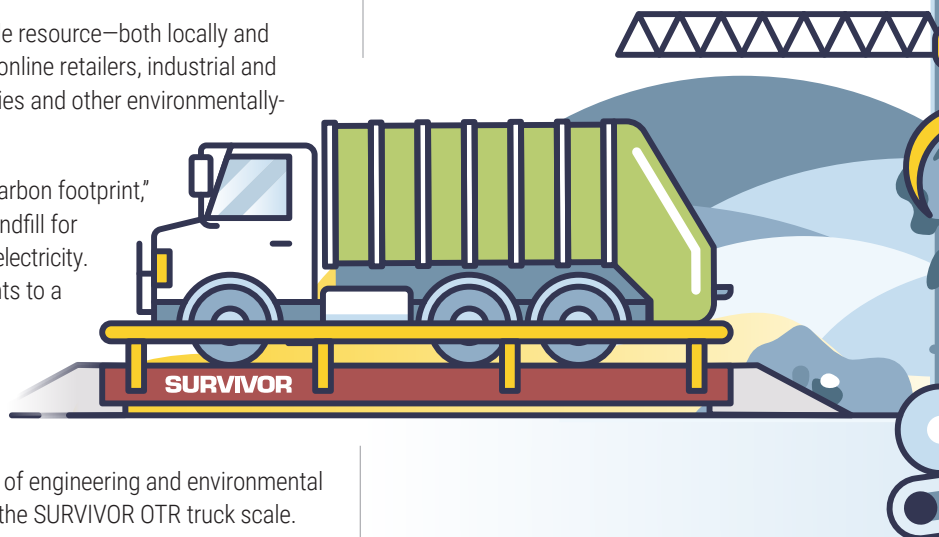 e resource—both locally and
online retailers, industrial and
ies and other environmentally-
arbon footprint,”
ndfill for
electricity.
nts to a
SURVIVOR
of engineering and environmental
the SURVIVOR OTR truck scale.